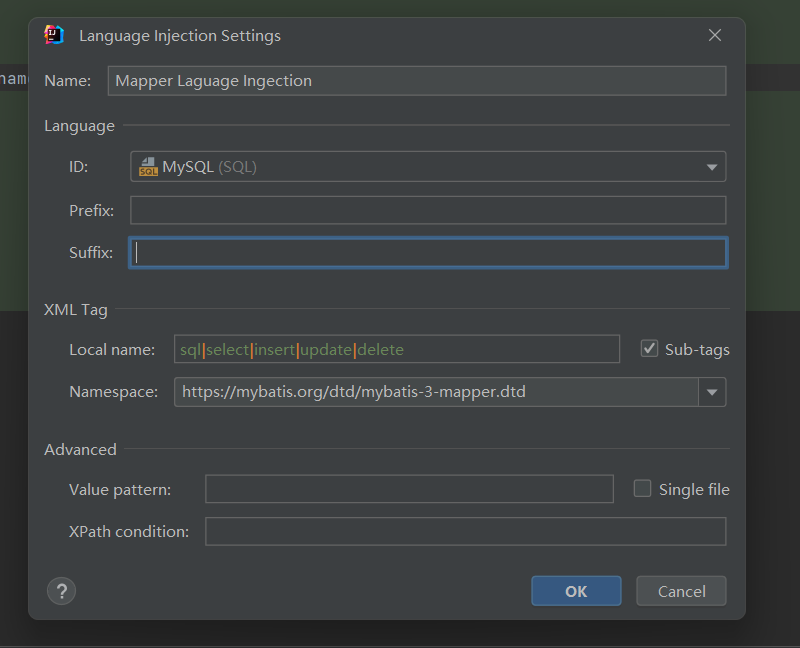 Language Injection Settings
nam
Name: Mapper Laguage Ingection
Language
ID: MySQL (SQL)
Prefix:
Suffix:
XML Tag
Local name: sql|select|insert|update|delete Sub-tags
Namespace: https://mybatis.org/dtd/mybatis-3-mapper.dtd
Advanced
Value pattern: Single file
XPath condition:
? OK Cancel